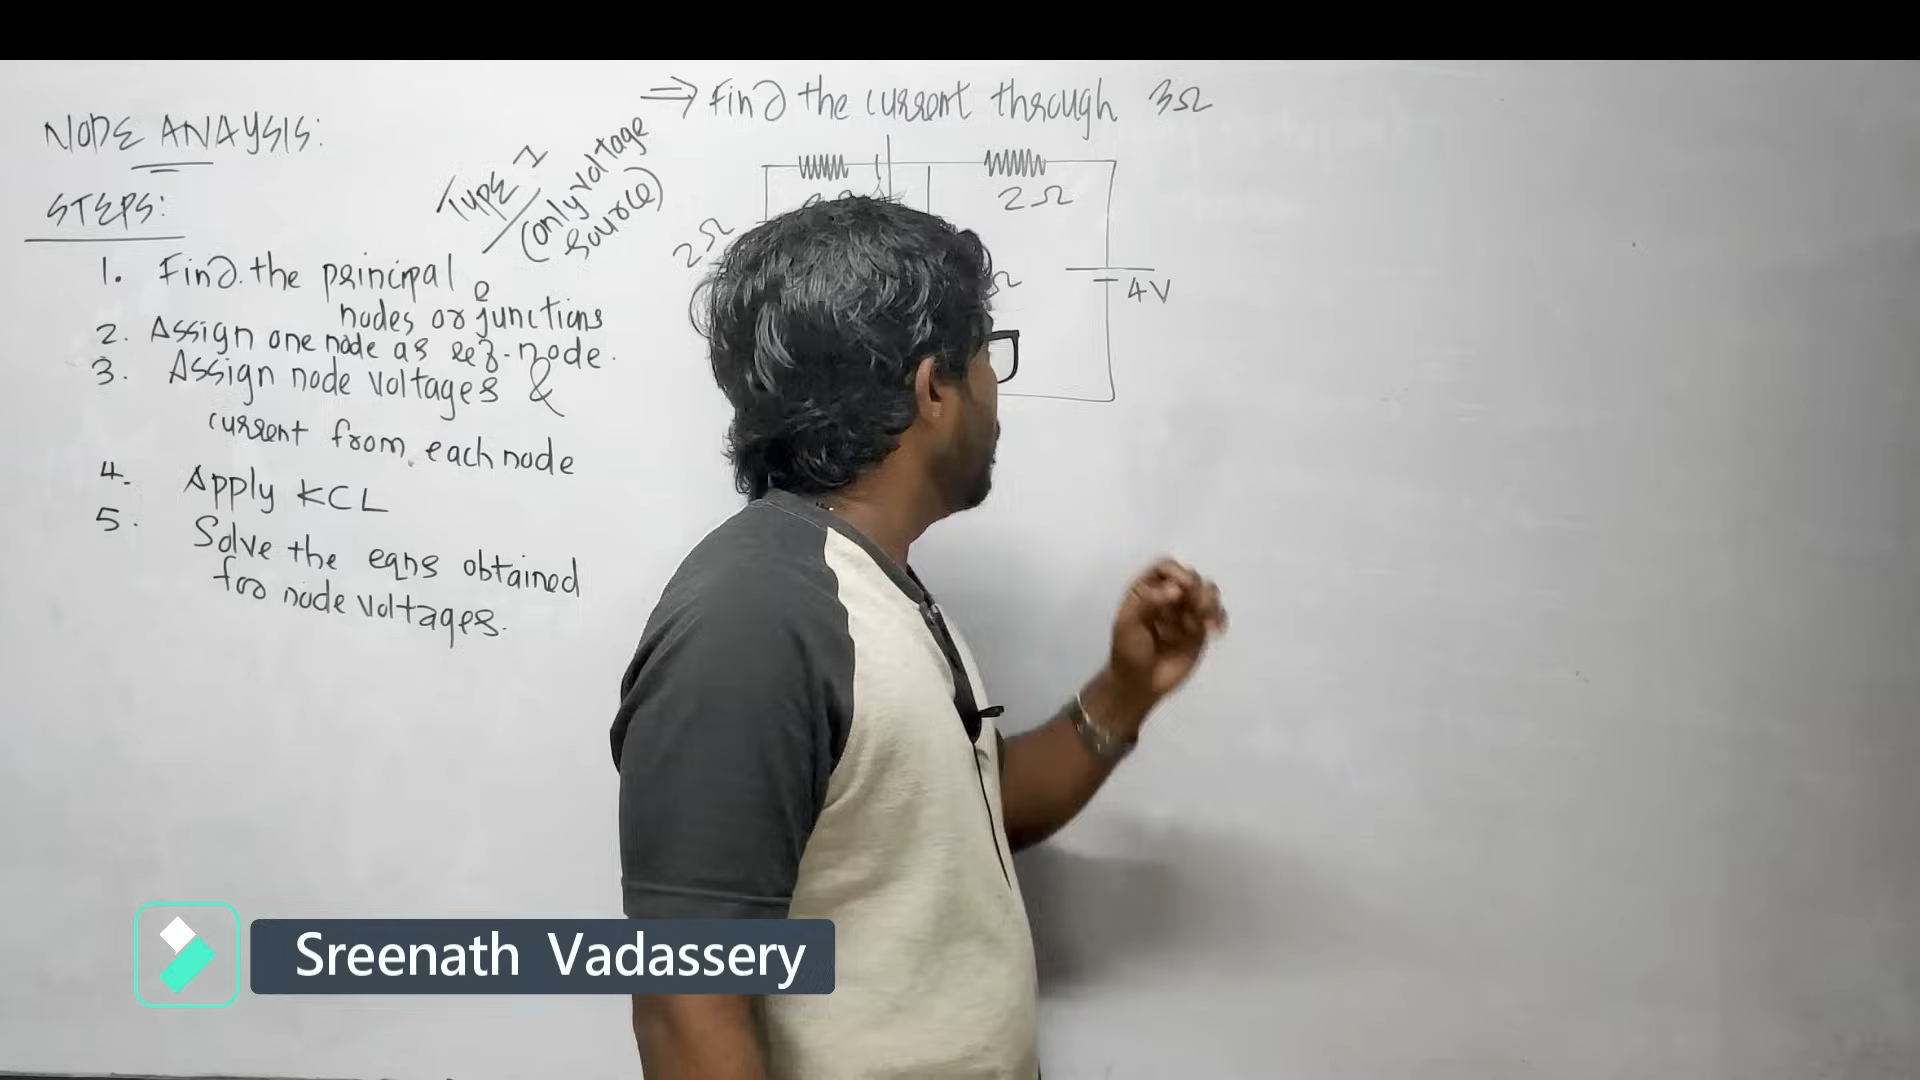 ⇒ Find the current through 3Ω
NODE ANAYSIS:
STEPS:
TYPE 1
(only voltage
source)
1. Find the principal
nodes or junctions
2. Assign one node as ref. node.
3. Assign node voltages &
current from each node
4. Apply KCL
5. Solve the eqns obtained
for node voltages.
2Ω
2Ω
Ω
4V
Sreenath Vadassery